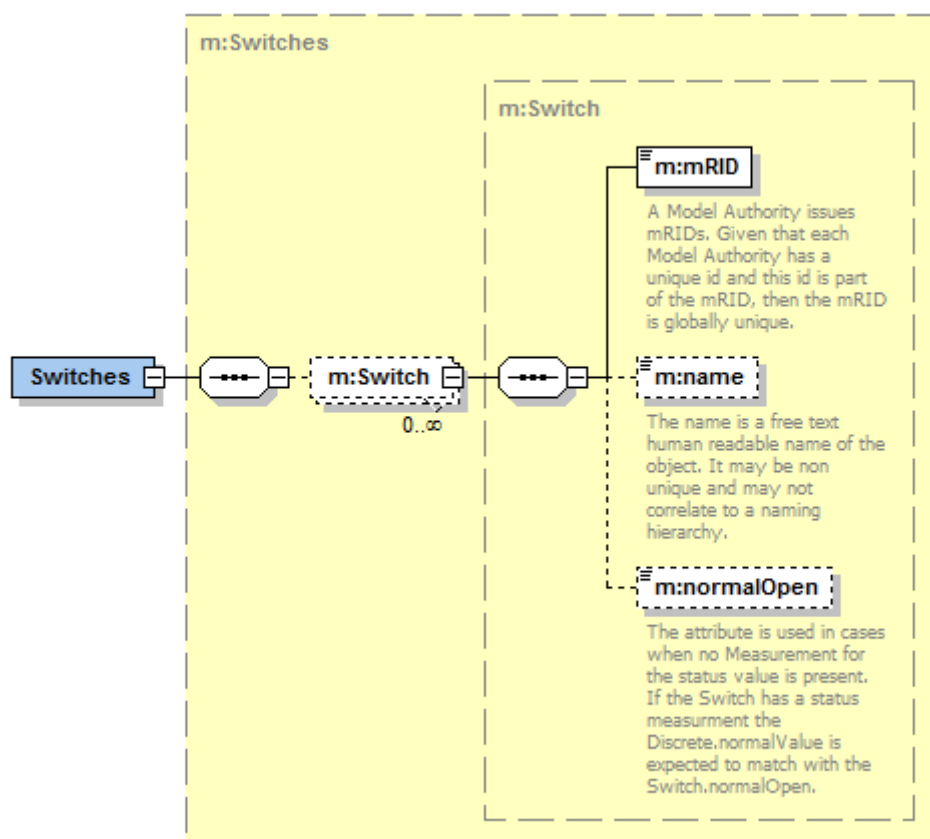 m:Switches
m:Switch
m:mRID
A Model Authority issues
mRIDs. Given that each
Model Authority has a
unique id and this id is part
of the mRID, then the mRID
is globally unique.
Switches
m:Switch
0..∞
m:name
The name is a free text
human readable name of the
object. It may be non
unique and may not
correlate to a naming
hierarchy.
m:normalOpen
The attribute is used in cases
when no Measurement for
the status value is present.
If the Switch has a status
measurment the
Discrete.normalValue is
expected to match with the
Switch.normalOpen.